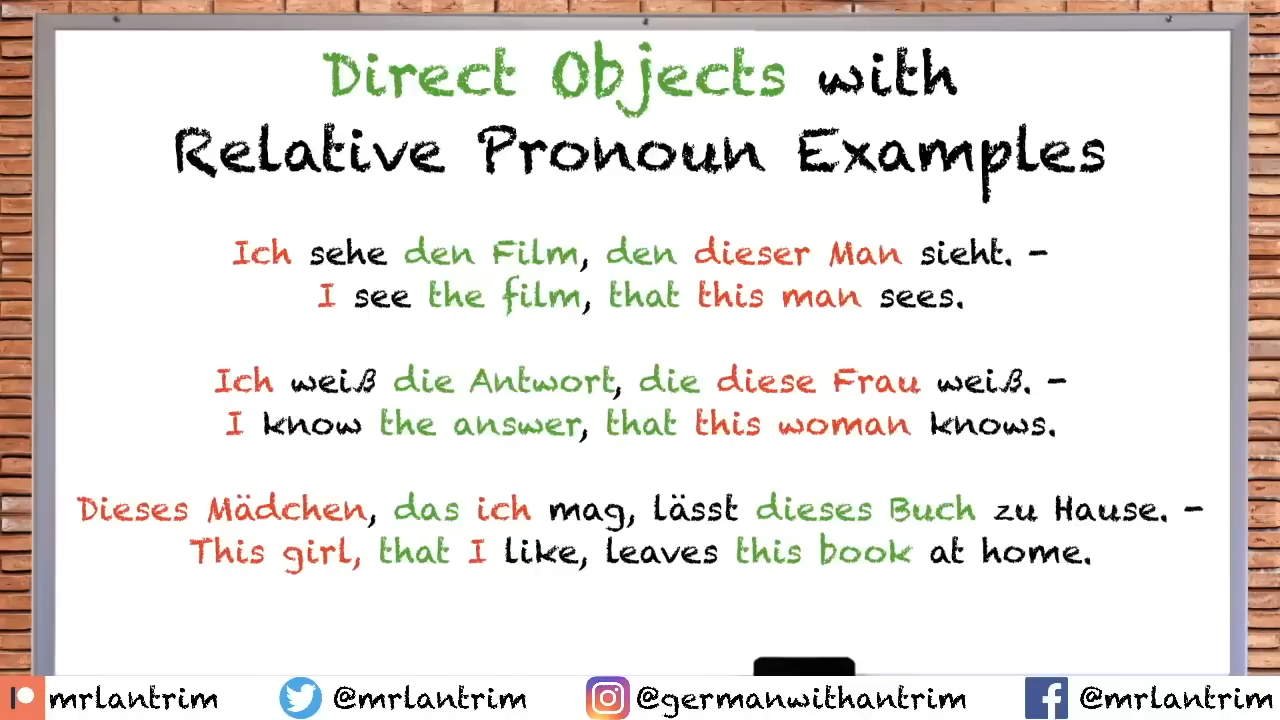 Direct Objects with
Relative Pronoun Examples
Ich sehe den Film, den dieser Man sieht. -
I see the film, that this man sees.
Ich weiß die Antwort, die diese Frau weiß. -
I know the answer, that this woman knows.
Dieses Mädchen, das ich mag, lässt dieses Buch zu Hause. -
This girl, that I like, leaves this book at home.
mrlantrim @mrlantrim @germanwithantrim @mrlantrim